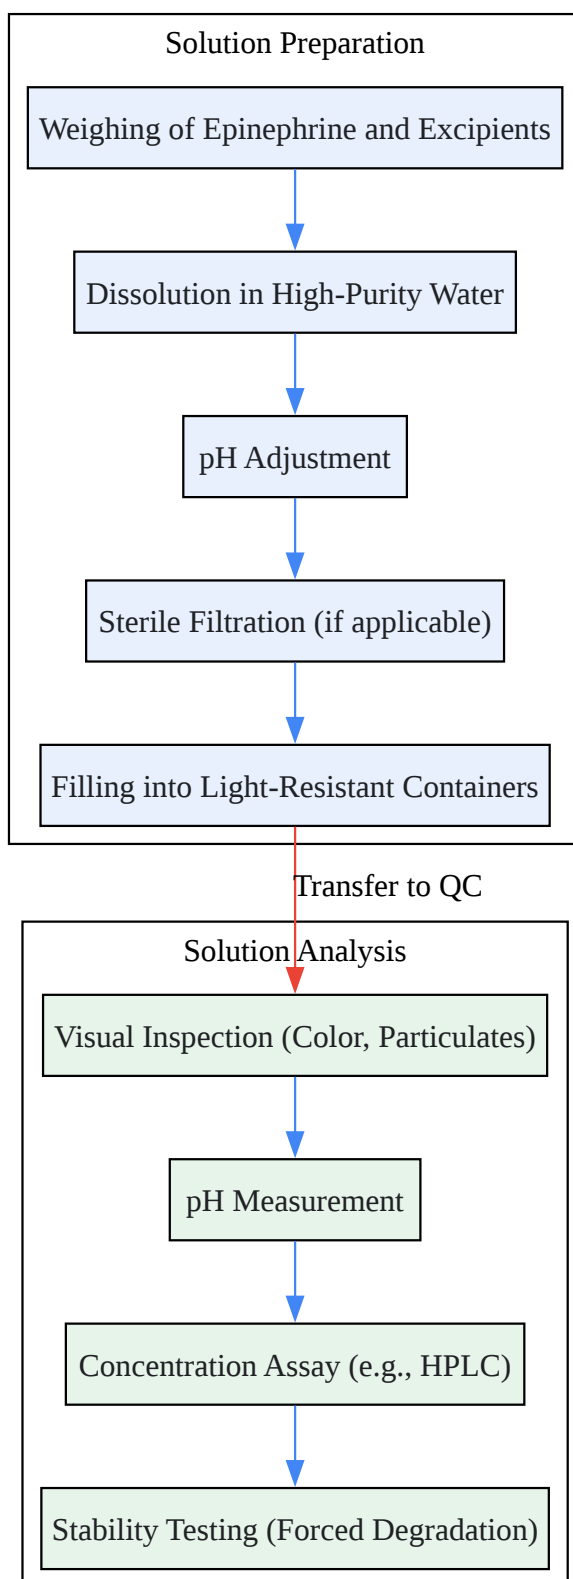 Solution Preparation
Weighing of Epinephrine and Excipients
Dissolution in High-Purity Water
pH Adjustment
Sterile Filtration (if applicable)
Filling into Light-Resistant Containers
Transfer to QC
Solution Analysis
Visual Inspection (Color, Particulates)
pH Measurement
Concentration Assay (e.g., HPLC)
Stability Testing (Forced Degradation)